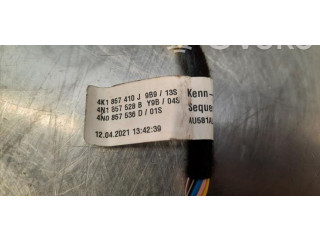 4K1 857 410 J 9B9 / 13S
4N1 857 528 B Y9B / 04S
4N0 857 536 D / 01S
12.04.2021 13:42:39
Kenn-
Seque
AU581A